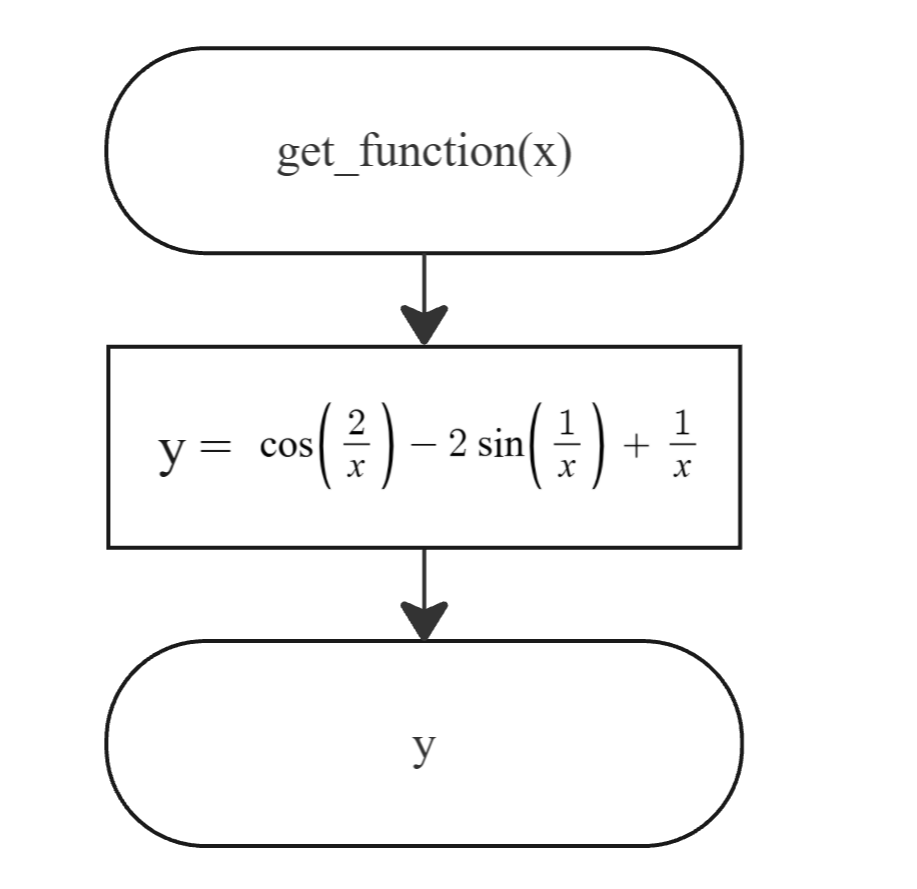 get_function(x)
y = cos(2/x) − 2 sin(1/x) + 1/x
y